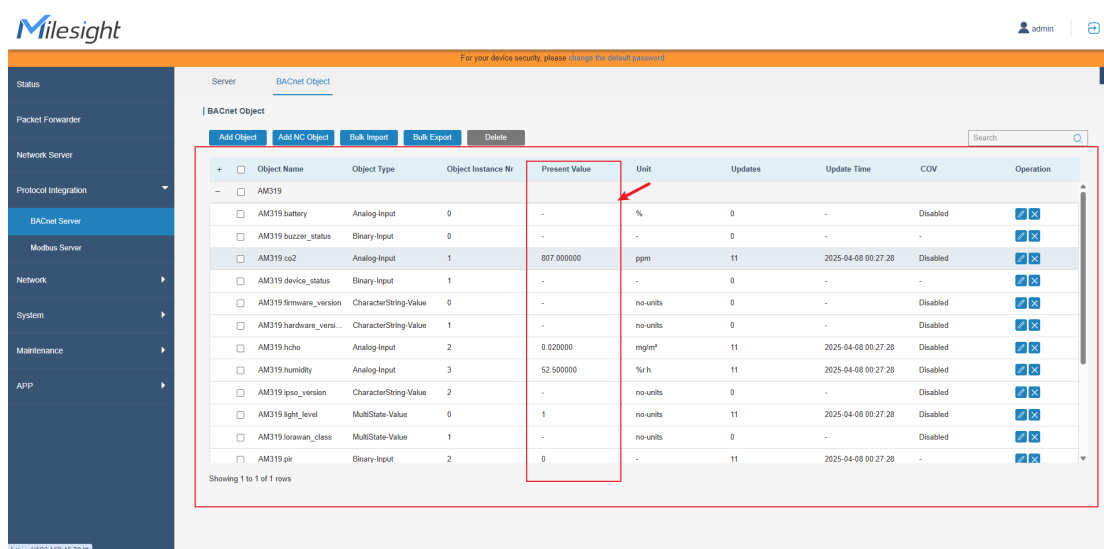 Milesight
admin
For your device security, please change the default password
Status
Packet Forwarder
Network Server
Protocol Integration
BACnet Server
Modbus Server
Network
System
Maintenance
APP
Server BACnet Object
BACnet Object
Add Object Add NC Object Bulk Import Bulk Export Delete Search
+ Object Name Object Type Object Instance Nr Present Value Unit Updates Update Time COV Operation
− AM319
AM319.battery Analog-Input 0 - % 0 - Disabled
AM319.buzzer_status Binary-Input 0 - - 0 - -
AM319.co2 Analog-Input 1 807.000000 ppm 11 2025-04-08 00:27:28 Disabled
AM319.device_status Binary-Input 1 - - 0 - -
AM319.firmware_version CharacterString-Value 0 - no-units 0 - Disabled
AM319.hardware_versi... CharacterString-Value 1 - no-units 0 - Disabled
AM319.hcho Analog-Input 2 0.020000 mg/m³ 11 2025-04-08 00:27:28 Disabled
AM319.humidity Analog-Input 3 52.500000 %r.h. 11 2025-04-08 00:27:28 Disabled
AM319.ipso_version CharacterString-Value 2 - no-units 0 - Disabled
AM319.light_level MultiState-Value 0 1 no-units 11 2025-04-08 00:27:28 Disabled
AM319.lorawan_class MultiState-Value 1 - no-units 0 - Disabled
AM319.pir Binary-Input 2 0 - 11 2025-04-08 00:27:28 -
Showing 1 to 1 of 1 rows